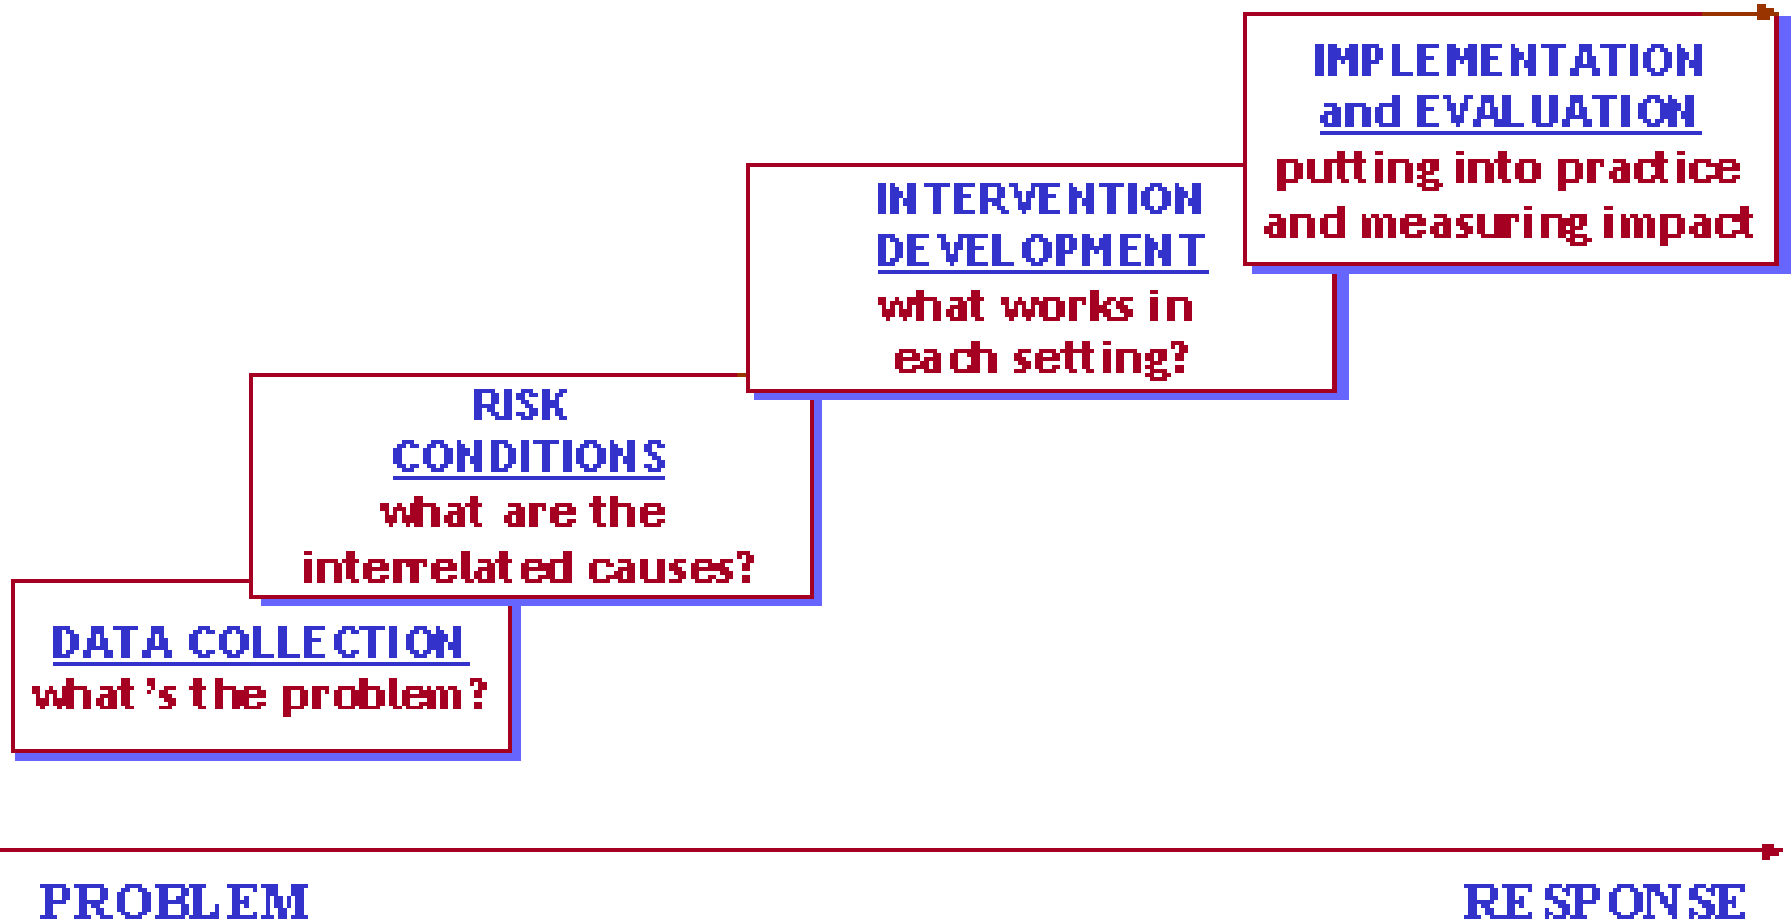 IMPLEMENTATION
and EVALUATION
putting into practice
and measuring impact
INTERVENTION
DEVELOPMENT
what works in
each setting?
RISK
CONDITIONS
what are the
interrelated causes?
DATA COLLECTION
what's the problem?
PROBLEM
RESPONSE